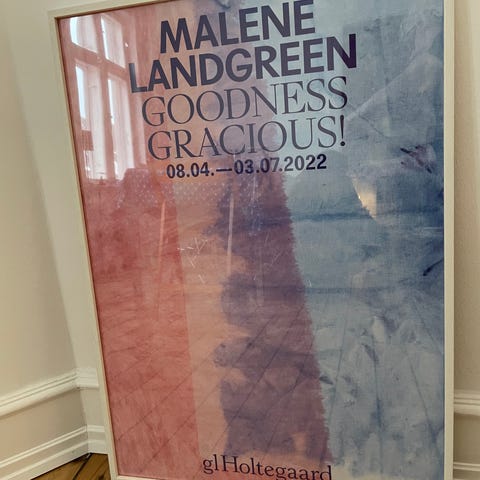 MALENE
LANDGREEN
GOODNESS
GRACIOUS!
08.04.—03.07.2022
glHoltegaard